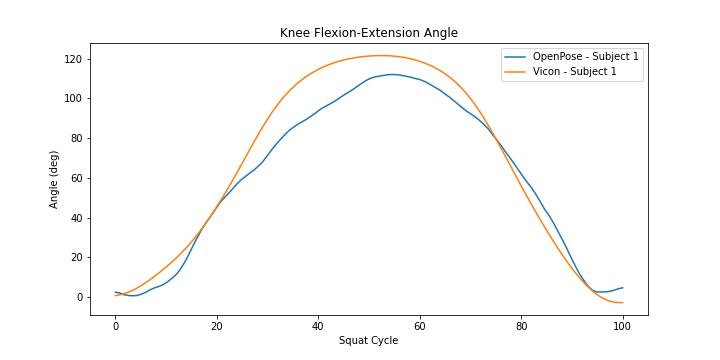 Knee Flexion-Extension Angle
OpenPose - Subject 1
Vicon - Subject 1
Angle (deg)
120
100
80
60
40
20
0
0 20 40 60 80 100
Squat Cycle